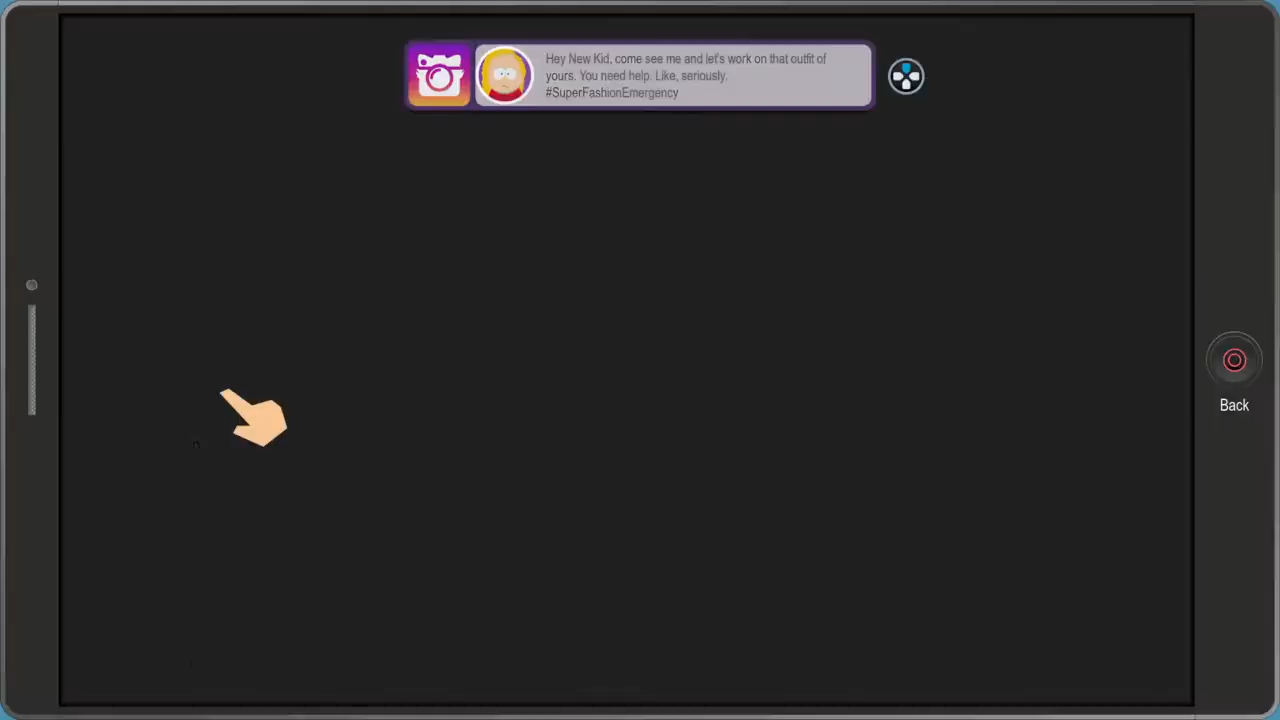 Hey New Kid, come see me and let's work on that outfit of
yours. You need help. Like, seriously.
#SuperFashionEmergency
Back